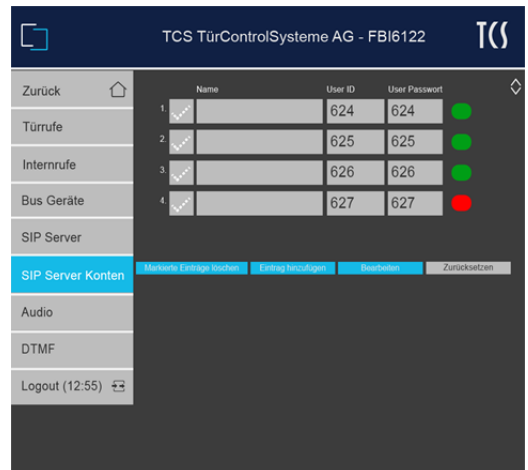 TCS TürControlSysteme AG - FBI6122
TCS
Zurück
Türrufe
Internrufe
Bus Geräte
SIP Server
SIP Server Konten
Audio
DTMF
Logout (12:55)
Name User ID User Passwort
1. 624 624
2. 625 625
3. 626 626
4. 627 627
Markierte Einträge löschen Eintrag hinzufügen Bearbeiten Zurücksetzen